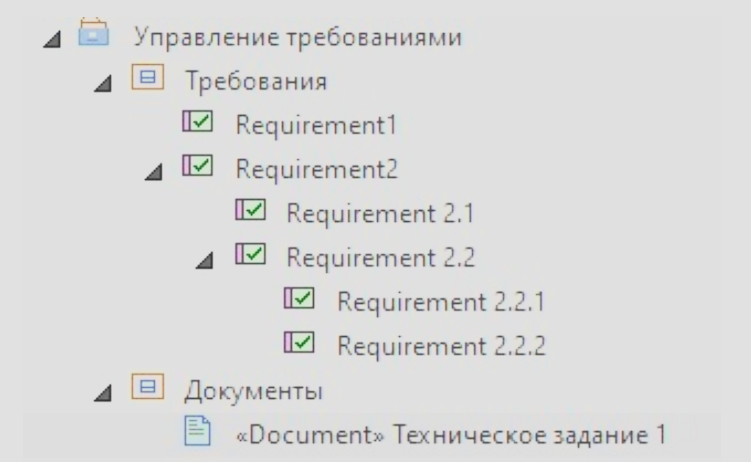 Управление требованиями
Требования
Requirement1
Requirement2
Requirement 2.1
Requirement 2.2
Requirement 2.2.1
Requirement 2.2.2
Документы
«Document» Техническое задание 1